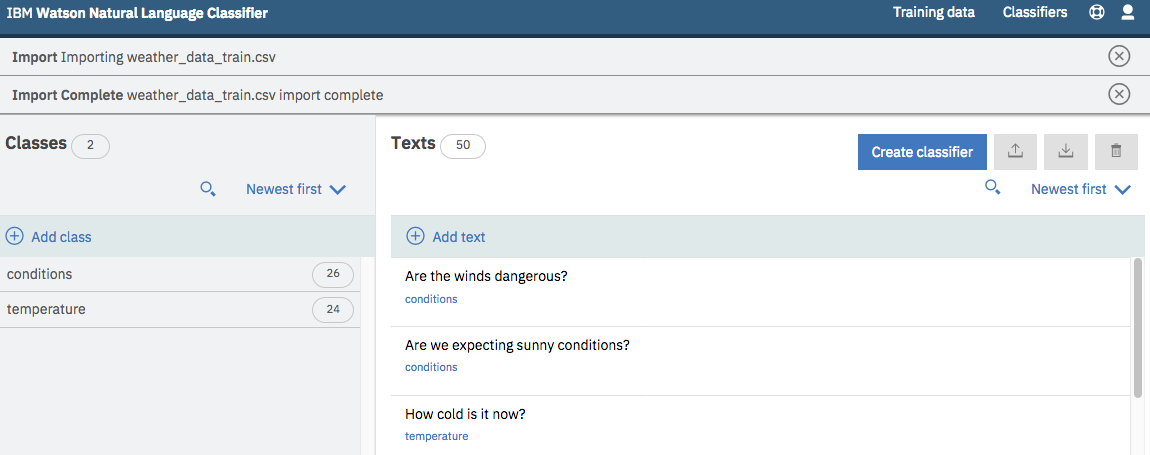 IBM Watson Natural Language Classifier
Training data
Classifiers
Import Importing weather_data_train.csv
Import Complete weather_data_train.csv import complete
Classes 2
Texts 50
Create classifier
Newest first
Newest first
Add class
Add text
conditions 26
temperature 24
Are the winds dangerous?
conditions
Are we expecting sunny conditions?
conditions
How cold is it now?
temperature